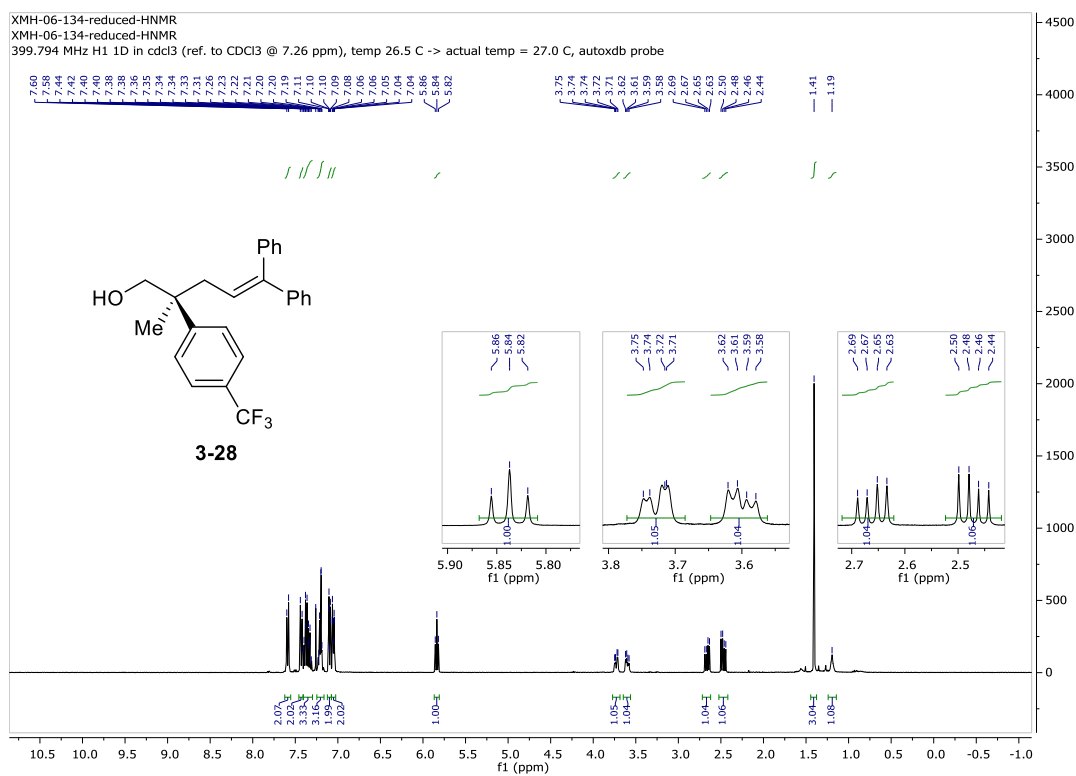 XMH-06-134-reduced-HNMR
XMH-06-134-reduced-HNMR
399.794 MHz H1 1D in cdcl3 (ref. to CDCl3 @ 7.26 ppm), temp 26.5 C -> actual temp = 27.0 C, autoxdb probe
7.60 7.58 7.44 7.42 7.40 7.40 7.38 7.38 7.36 7.35 7.34 7.34 7.33 7.31 7.26 7.23 7.22 7.21 7.20 7.20 7.19 7.11 7.10 7.10 7.09 7.08 7.06 7.06 7.05 7.04 7.04 5.86 5.84 5.82 3.75 3.74 3.74 3.72 3.71 3.62 3.61 3.59 3.58 2.69 2.67 2.65 2.63 2.50 2.48 2.46 2.44 1.41 1.19
Ph
HO
Ph
Me
CF3
3-28
5.86 5.84 5.82
1.00
5.90 5.85 5.80
f1 (ppm)
3.75 3.74 3.72 3.71 3.62 3.61 3.59 3.58
1.05 1.04
3.8 3.7 3.6
f1 (ppm)
2.69 2.67 2.65 2.63 2.50 2.48 2.46 2.44
1.04 1.06
2.7 2.6 2.5
f1 (ppm)
4500
4000
3500
3000
2500
2000
1500
1000
500
0
2.07 2.02 3.33 3.16 1.99 2.02 1.00 1.05 1.04 1.04 1.06 3.04 1.08
10.5 10.0 9.5 9.0 8.5 8.0 7.5 7.0 6.5 6.0 5.5 5.0 4.5 4.0 3.5 3.0 2.5 2.0 1.5 1.0 0.5 0.0 -0.5 -1.0
f1 (ppm)